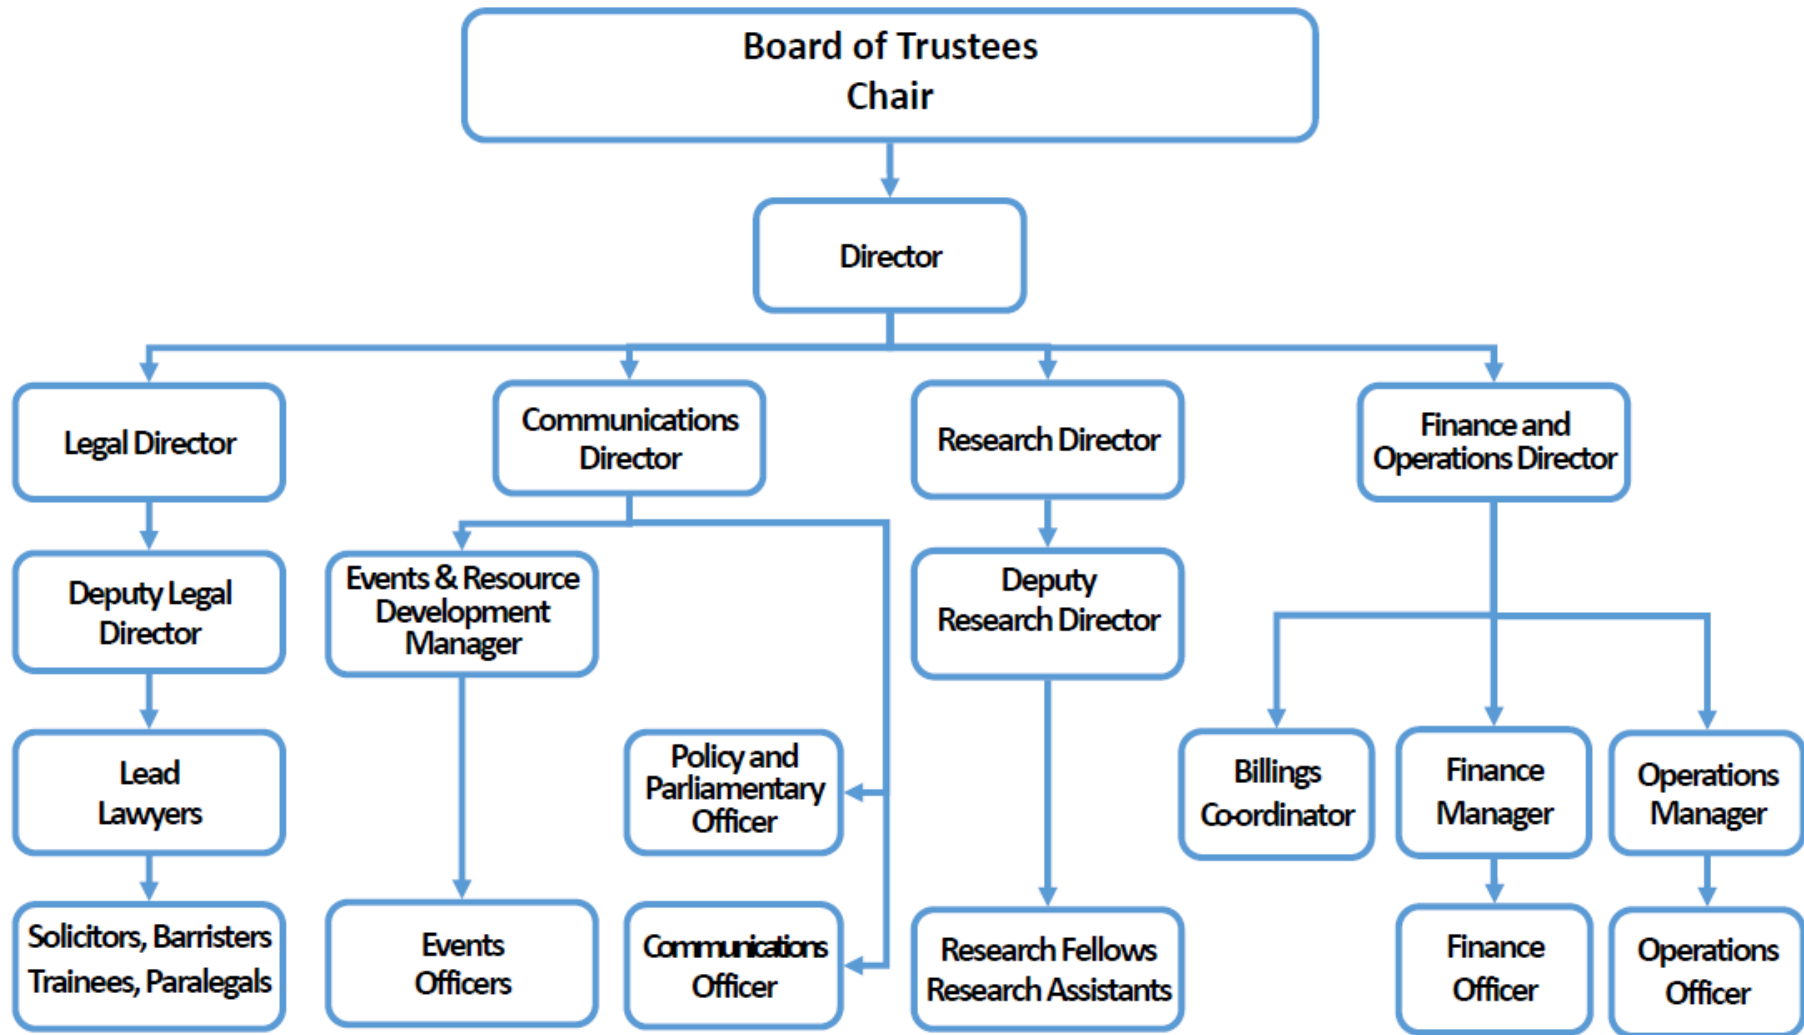 Board of Trustees
Chair
Director
Legal Director
Communications
Director
Research Director
Finance and
Operations Director
Deputy Legal
Director
Events & Resource
Development
Manager
Deputy
Research Director
Lead
Lawyers
Policy and
Parliamentary
Officer
Billings
Co-ordinator
Finance
Manager
Operations
Manager
Solicitors, Barristers
Trainees, Paralegals
Events
Officers
Communications
Officer
Research Fellows
Research Assistants
Finance
Officer
Operations
Officer